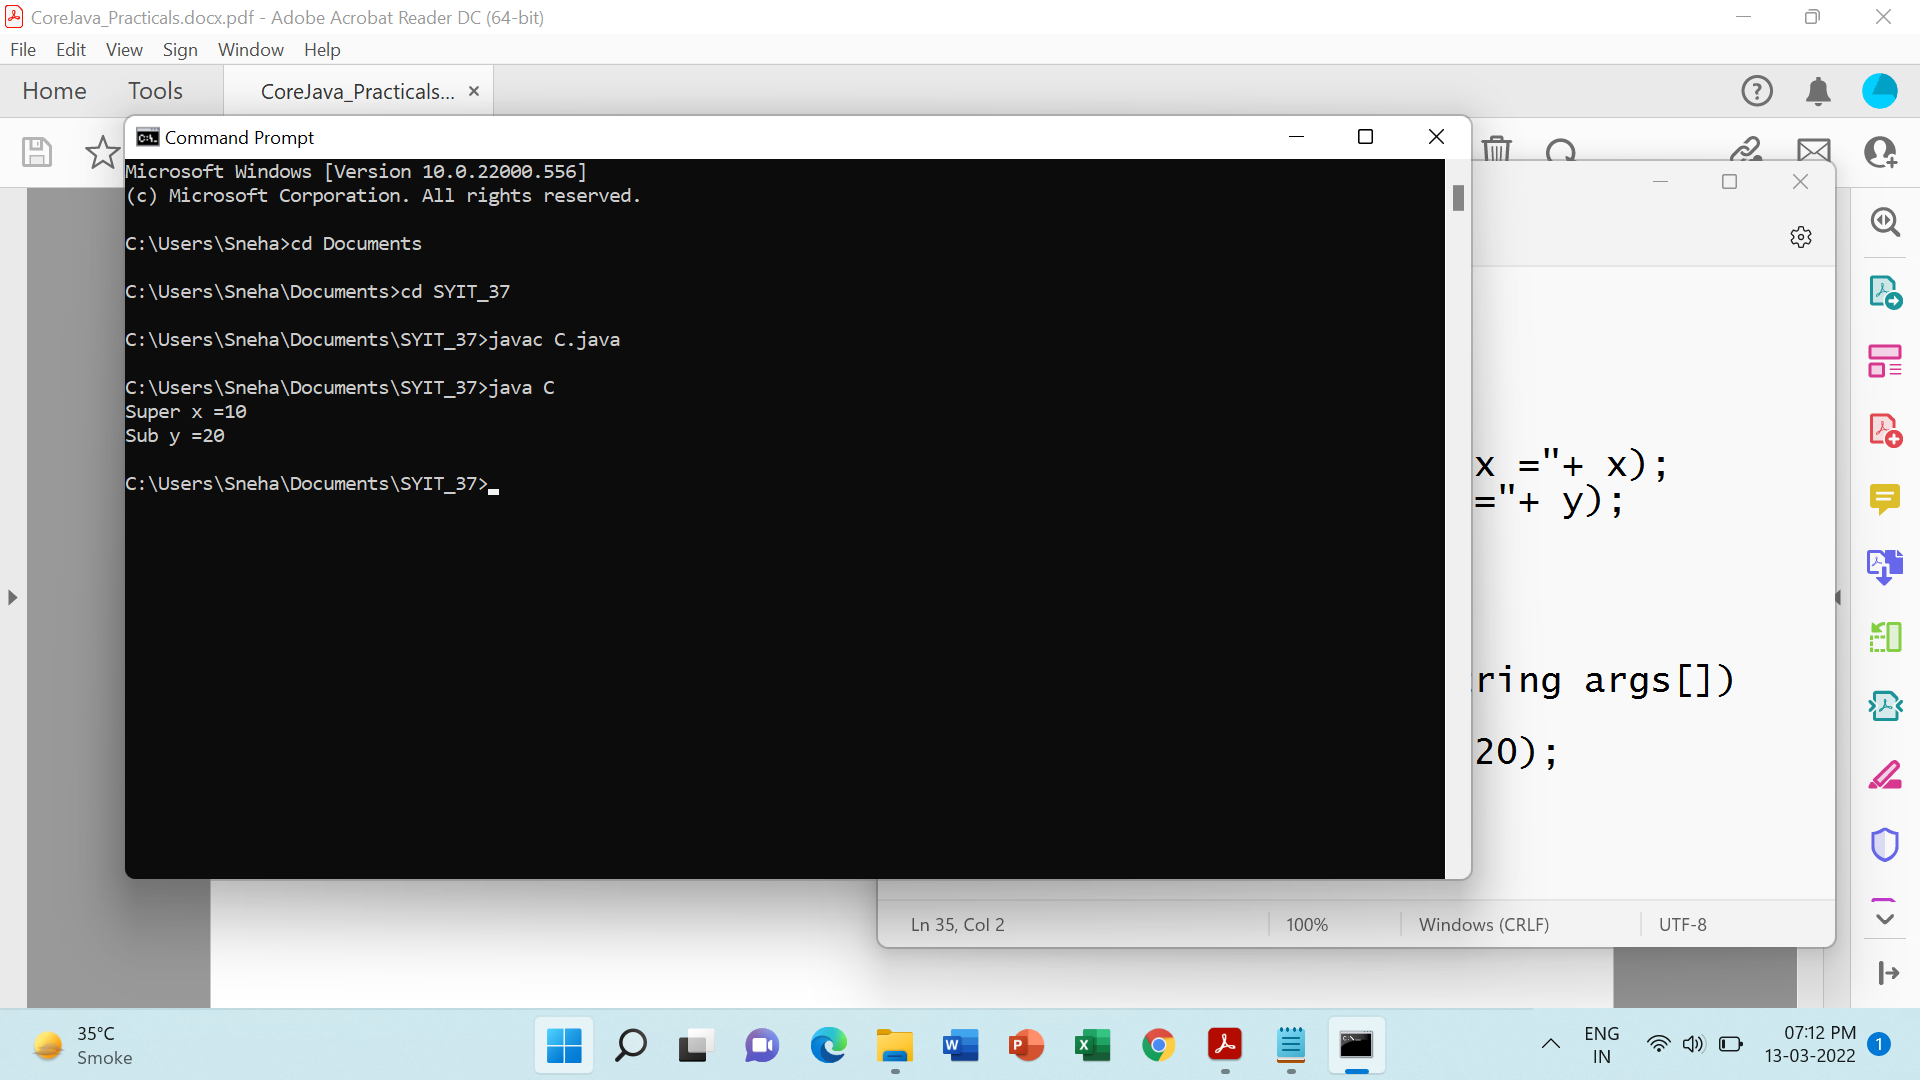 CoreJava_Practicals.docx.pdf - Adobe Acrobat Reader DC (64-bit)
File Edit View Sign Window Help
Home Tools CoreJava_Practicals...
Command Prompt
Microsoft Windows [Version 10.0.22000.556]
(c) Microsoft Corporation. All rights reserved.
C:\Users\Sneha>cd Documents
C:\Users\Sneha\Documents>cd SYIT_37
C:\Users\Sneha\Documents\SYIT_37>javac C.java
C:\Users\Sneha\Documents\SYIT_37>java C
Super x =10
Sub y =20
C:\Users\Sneha\Documents\SYIT_37>_
x ="+ x);
="+ y);
ring args[])
20);
Ln 35, Col 2 100% Windows (CRLF) UTF-8
35°C
Smoke
ENG
IN
07:12 PM
13-03-2022
1